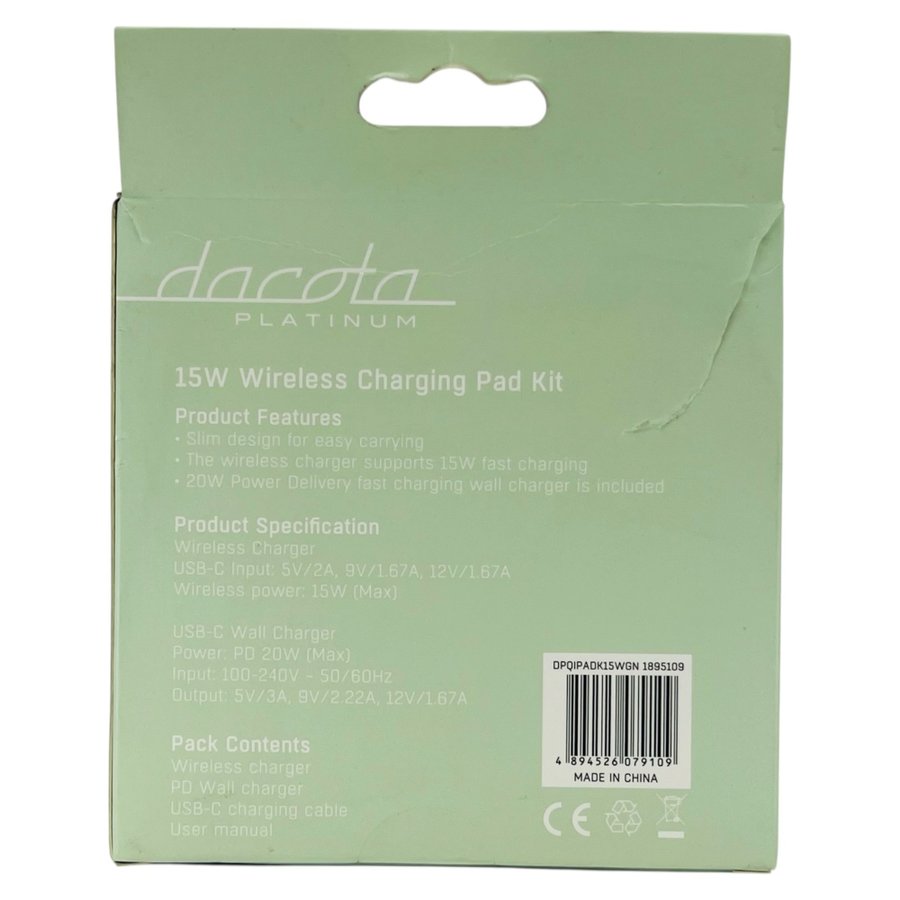 dacota
PLATINUM
15W Wireless Charging Pad Kit
Product Features
• Slim design for easy carrying
• The wireless charger supports 15W fast charging
• 20W Power Delivery fast charging wall charger is included
Product Specification
Wireless Charger
USB-C Input: 5V/2A, 9V/1.67A, 12V/1.67A
Wireless power: 15W (Max)
USB-C Wall Charger
Power: PD 20W (Max)
Input: 100-240V ~ 50/60Hz
Output: 5V/3A, 9V/2.22A, 12V/1.67A
Pack Contents
Wireless charger
PD Wall charger
USB-C charging cable
User manual
DPQIPADK15WGN 1895109
4 894526 079109
MADE IN CHINA
CE